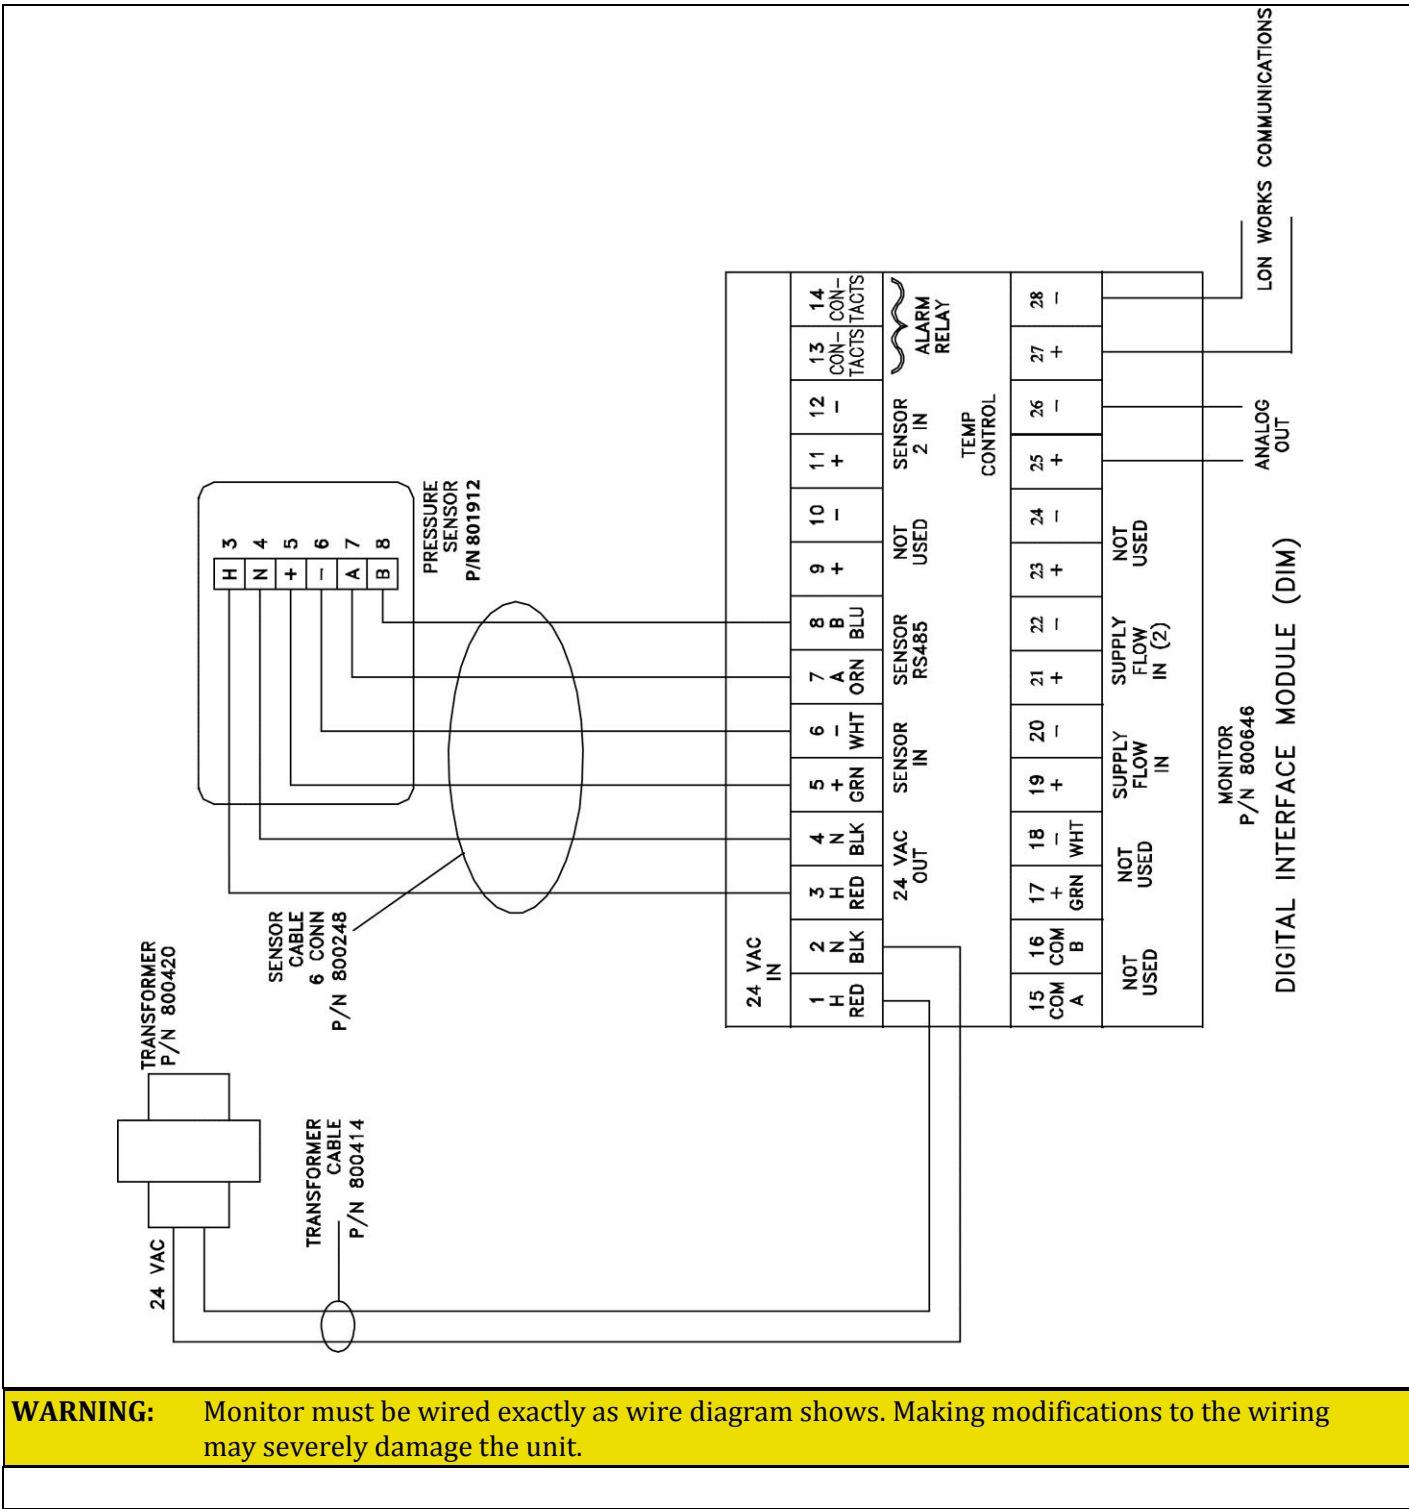 LON WORKS COMMUNICATIONS
14
CON-
TACTS
13
CON-
TACTS
ALARM
RELAY
12
-
11
+
SENSOR
2 IN
10
-
9
+
NOT
USED
8
B
BLU
7
A
ORN
SENSOR
RS485
6
-
WHT
5
+
GRN
SENSOR
IN
4
N
BLK
3
H
RED
24 VAC
OUT
2
N
BLK
1
H
RED
24 VAC
IN
TEMP
CONTROL
28
-
27
+
26
-
25
+
ANALOG
OUT
24
-
23
+
NOT
USED
22
-
21
+
SUPPLY
FLOW
IN (2)
20
-
19
+
SUPPLY
FLOW
IN
18
-
WHT
17
+
GRN
NOT
USED
16
COM
B
15
COM
A
NOT
USED
MONITOR
P/N 800646
DIGITAL INTERFACE MODULE (DIM)
3
4
5
6
7
8
H
N
+
-
A
B
PRESSURE
SENSOR
P/N 801912
SENSOR
CABLE
6 CONN
P/N 800248
TRANSFORMER
P/N 800420
24 VAC
TRANSFORMER
CABLE
P/N 800414
WARNING: Monitor must be wired exactly as wire diagram shows. Making modifications to the wiring
may severely damage the unit.